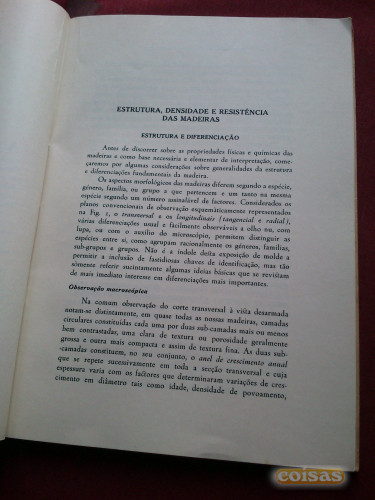 ESTRUTURA, DENSIDADE E RESISTÊNCIA
DAS MADEIRAS
ESTRUTURA E DIFERENCIAÇÃO
Antes de discorrer sobre as propriedades físicas e químicas das
madeiras e como base necessária e elementar de interpretação, come-
çaremos por algumas considerações sobre generalidades da estrutura
e diferenciações fundamentais da madeira.
Os aspectos morfológicos das madeiras diferem segundo a espécie,
género, família, ou grupo a que pertencem e um tanto na mesma
espécie segundo um número assinalável de factores. Considerados os
planos convencionais de observação esquematicamente representados
na Fig. 1, o transversal e os longitudinais [tangencial e radial],
várias diferenciações usual e fàcilmente observáveis a olho nu, com
lupa, ou com o auxílio do microscópio, permitem distinguir as
espécies entre si, como agrupam racionalmente os géneros, famílias,
sub-grupos e grupos. Não é da índole desta exposição de molde a
permitir a inclusão de fastidiosas chaves de identificação, mas tão
sòmente referir sucintamente algumas ideias básicas que se revistam
de mais imediato interesse em diferenciações mais importantes.
Observação macroscópica
Na comum observação do corte transversal à vista desarmada
notam-se distintamente, em quase todas as nossas madeiras, camadas
circulares constituídas cada uma por duas sub-camadas mais ou menos
bem contrastadas, uma clara de textura ou porosidade geralmente
grossa e outra mais compacta e assim de textura fina. As duas sub-
-camadas constituem, no seu conjunto, o anel de crescimento anual
que se repete sucessivamente em toda a secção transversal e cuja
espessura varia com os factores que determinaram variações de cres-
cimento em diâmetro tais como idade, densidade de povoamento,
coisas